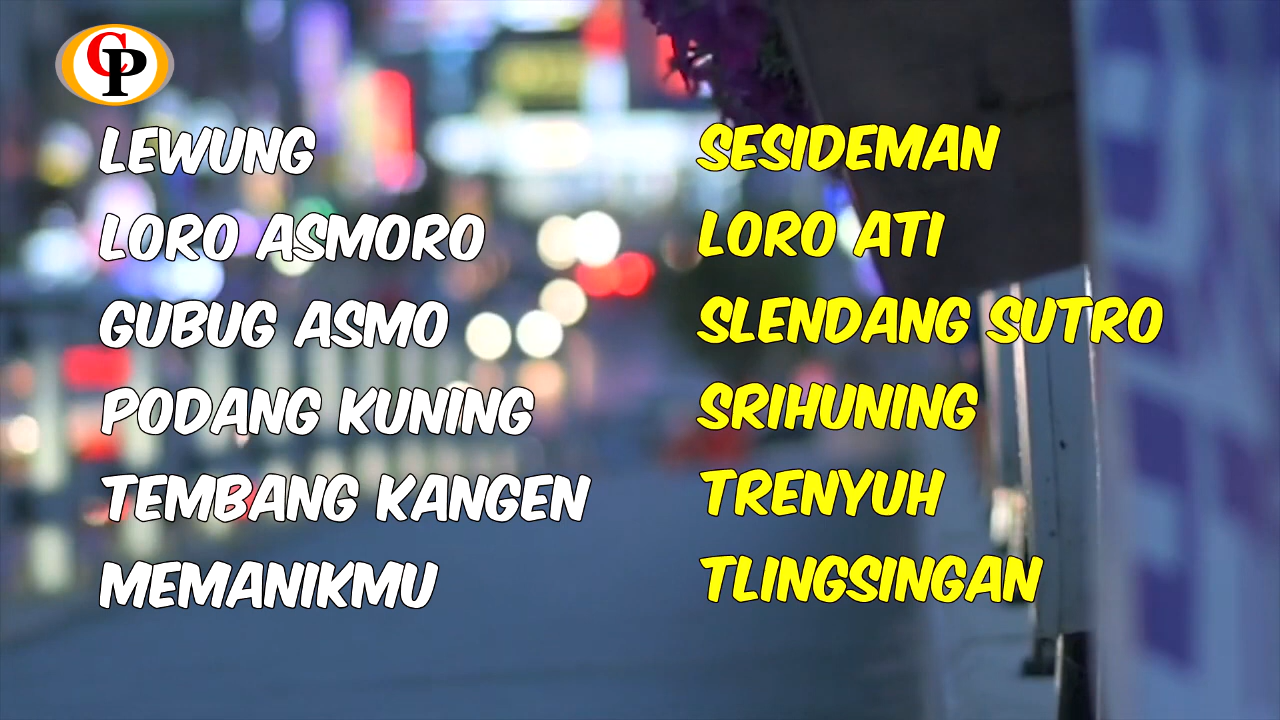 CP
LEWUNG
LORO ASMORO
GUBUG ASMO
PODANG KUNING
TEMBANG KANGEN
MEMANIKMU
SESIDEMAN
LORO ATI
SLENDANG SUTRO
SRIHUNING
TRENYUH
TLINGSINGAN